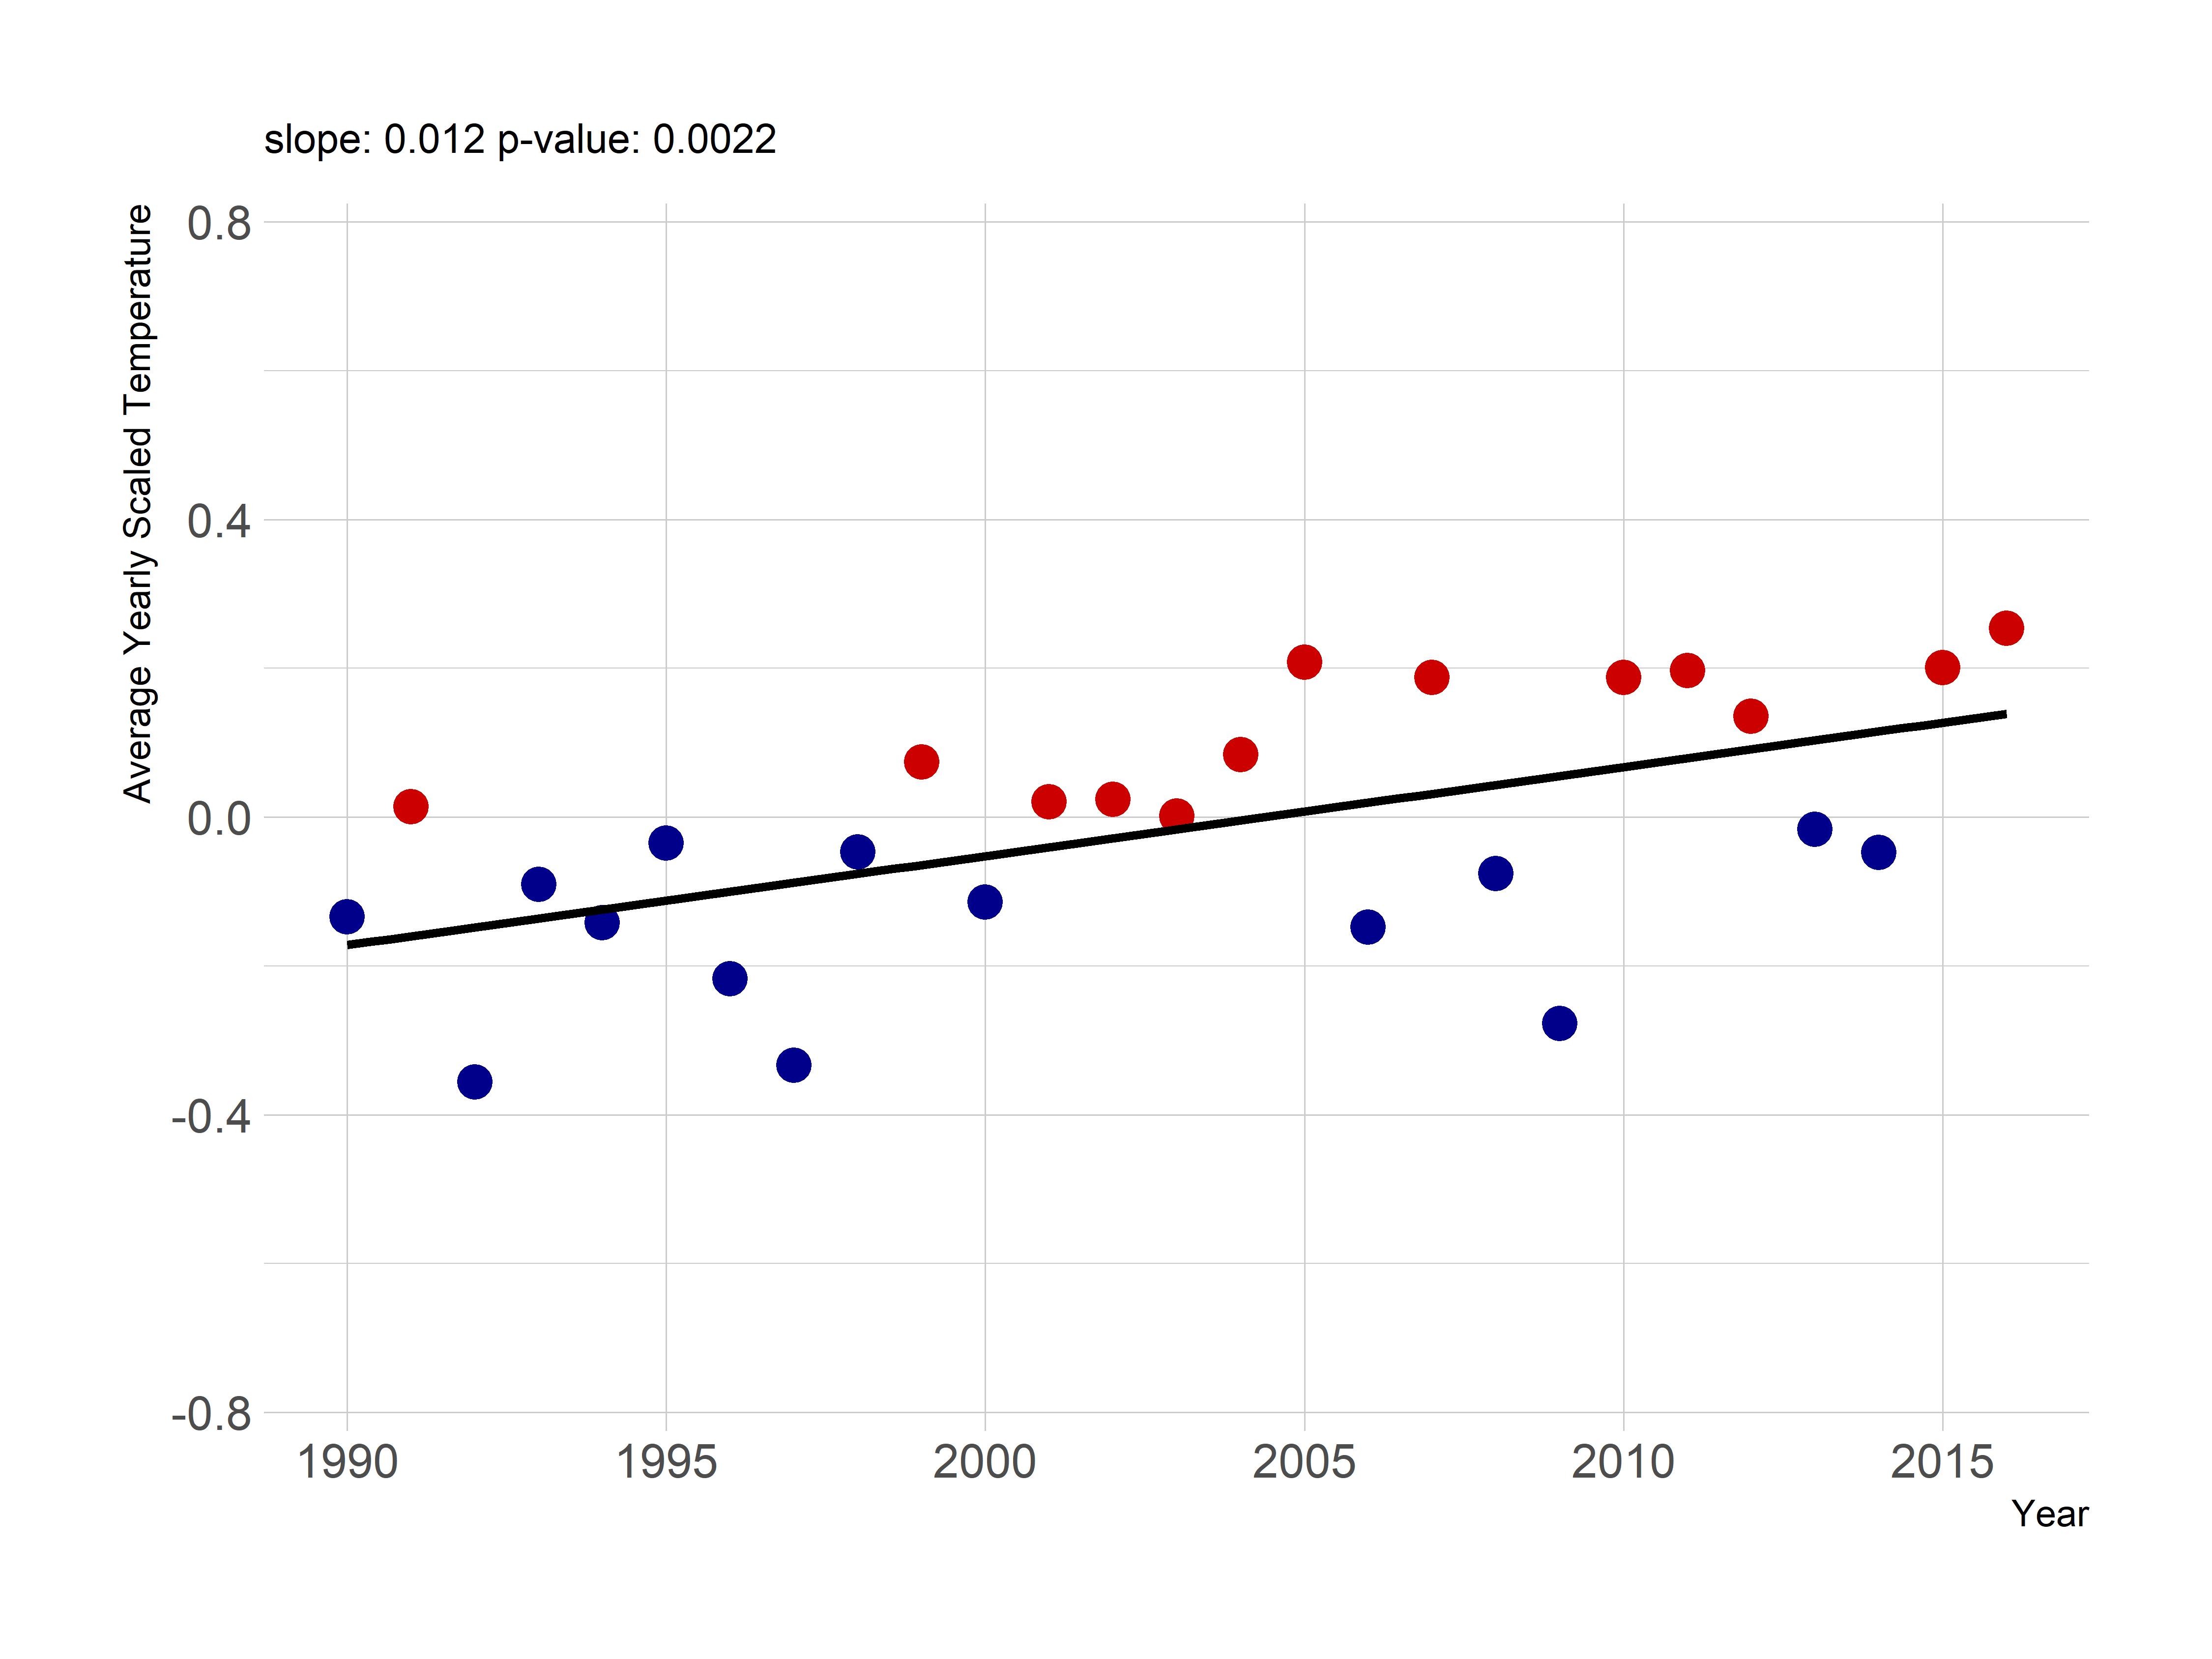 slope: 0.012 p-value: 0.0022
Average Yearly Scaled Temperature
0.8
0.4
0.0
-0.4
-0.8
1990 1995 2000 2005 2010 2015
Year